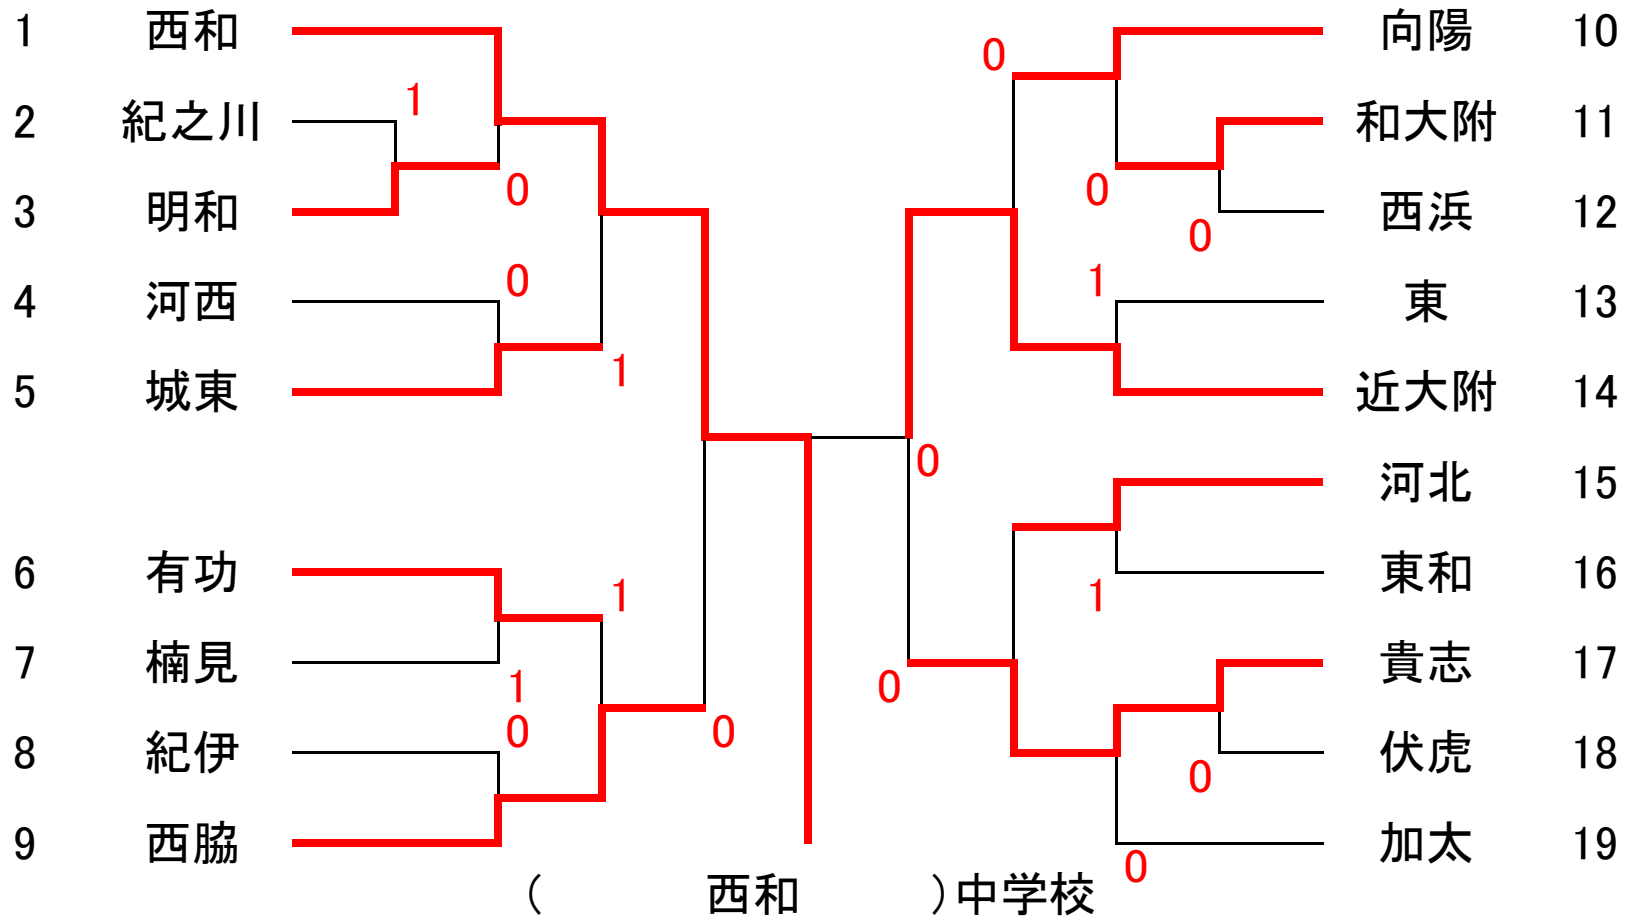 1 西和 0 向陽 10
2 紀之川 1 和大附 11
3 明和 0 0 0 西浜 12
4 河西 0 1 東 13
5 城東 1 近大附 14
0 河北 15
6 有功 1 1 東和 16
7 楠見 1 0 貴志 17
8 紀伊 0 0 0 伏虎 18
9 西脇 0 加太 19
( 西和 )中学校